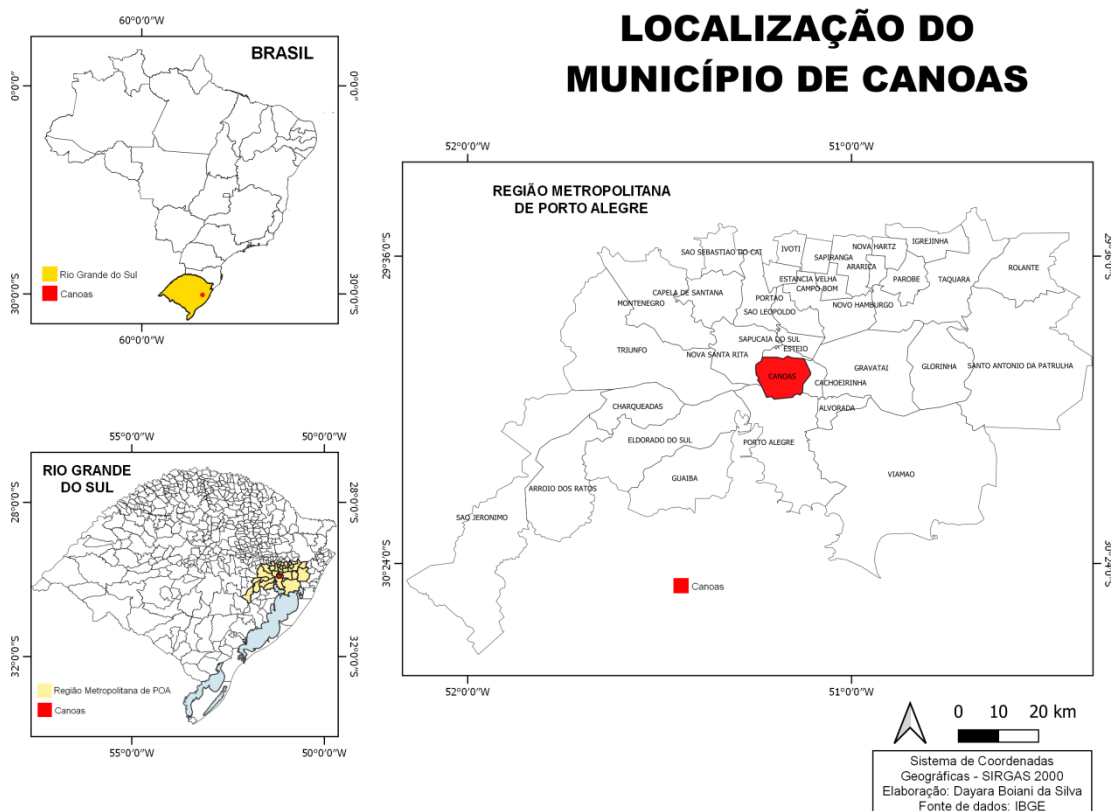 LOCALIZAÇÃO DO
MUNICÍPIO DE CANOAS
60°0'0"W
BRASIL
0°0'0"
0°0'0"
Rio Grande do Sul
Canoas
30°0'0"S
30°0'0"S
60°0'0"W
52°0'0"W
51°0'0"W
REGIÃO METROPOLITANA
DE PORTO ALEGRE
29°36'0"S
29°36'0"S
IGREJINHA
NOVA HARTZ
IVOTI
SAO SEBASTIAO DO CAI
SAPIRANGA
ARARICA
ROLANTE
ESTANCIA VELHA
PAROBE
TAQUARA
CAMPO-BOM
CAPELA DE SANTANA
PORTAO
MONTENEGRO
NOVO HAMBURGO
SAO LEOPOLDO
SAPUCAIA DO SUL
ESTEIO
TRIUNFO
NOVA SANTA RITA
GRAVATAI
GLORINHA
SANTO ANTONIO DA PATRULHA
CANOAS
CACHOEIRINHA
CHARQUEADAS
ALVORADA
ELDORADO DO SUL
PORTO ALEGRE
GUAIBA
VIAMAO
ARROIO DOS RATOS
SAO JERONIMO
30°24'0"S
30°24'0"S
Canoas
52°0'0"W
51°0'0"W
55°0'0"W
50°0'0"W
RIO GRANDE
DO SUL
28°0'0"S
28°0'0"S
32°0'0"S
32°0'0"S
Região Metropolitana de POA
Canoas
55°0'0"W
50°0'0"W
0 10 20 km
Sistema de Coordenadas
Geográficas - SIRGAS 2000
Elaboração: Dayara Boiani da Silva
Fonte de dados: IBGE